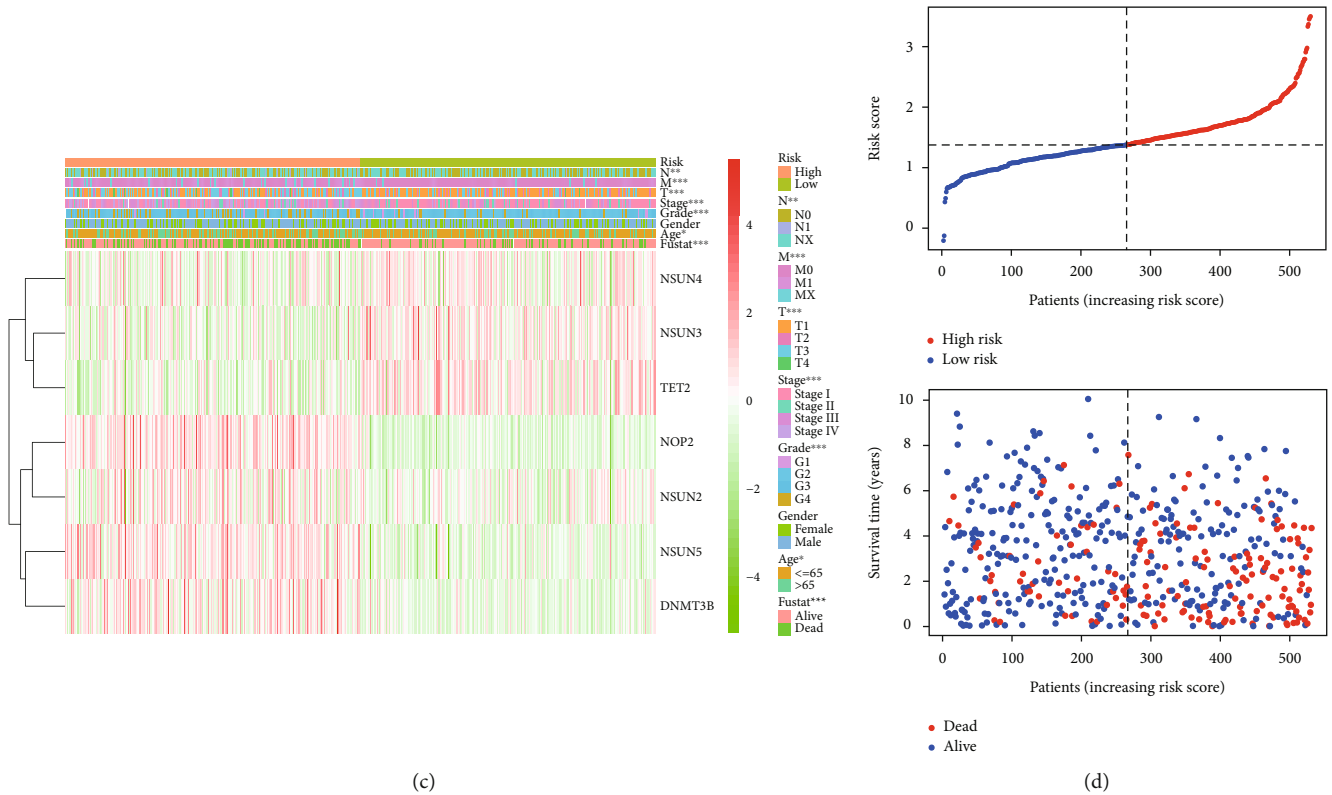 Risk
N**
M***
T***
Stage***
Grade***
Gender
Age*
Fustat***
NSUN4
NSUN3
TET2
NOP2
NSUN2
NSUN5
DNMT3B
4
2
0
−2
−4
Risk
High
Low
N**
N0
N1
NX
M***
M0
M1
MX
T***
T1
T2
T3
T4
Stage***
Stage I
Stage II
Stage III
Stage IV
Grade***
G1
G2
G3
G4
Gender
Female
Male
Age*
<=65
>65
Fustat***
Alive
Dead
(c)
Risk score
3
2
1
0
0 100 200 300 400 500
Patients (increasing risk score)
High risk
Low risk
Survival time (years)
10
8
6
4
2
0
0 100 200 300 400 500
Patients (increasing risk score)
Dead
Alive
(d)